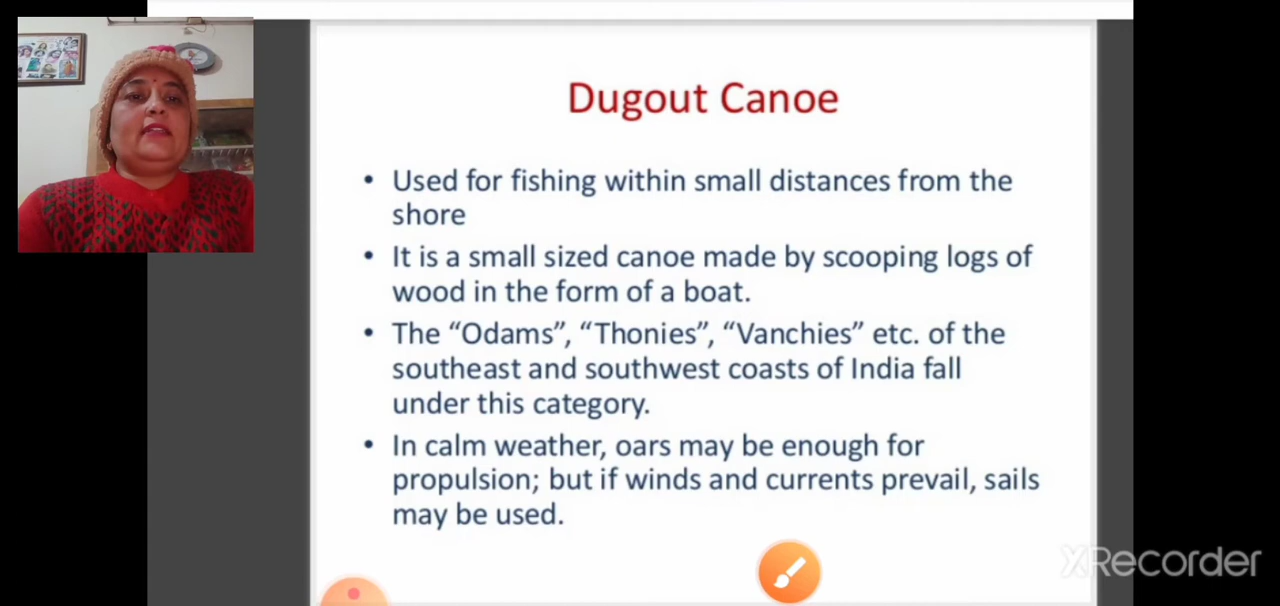 Dugout Canoe
• Used for fishing within small distances from the
shore
• It is a small sized canoe made by scooping logs of
wood in the form of a boat.
• The “Odams”, “Thonies”, “Vanchies” etc. of the
southeast and southwest coasts of India fall
under this category.
• In calm weather, oars may be enough for
propulsion; but if winds and currents prevail, sails
may be used.
XRecorder